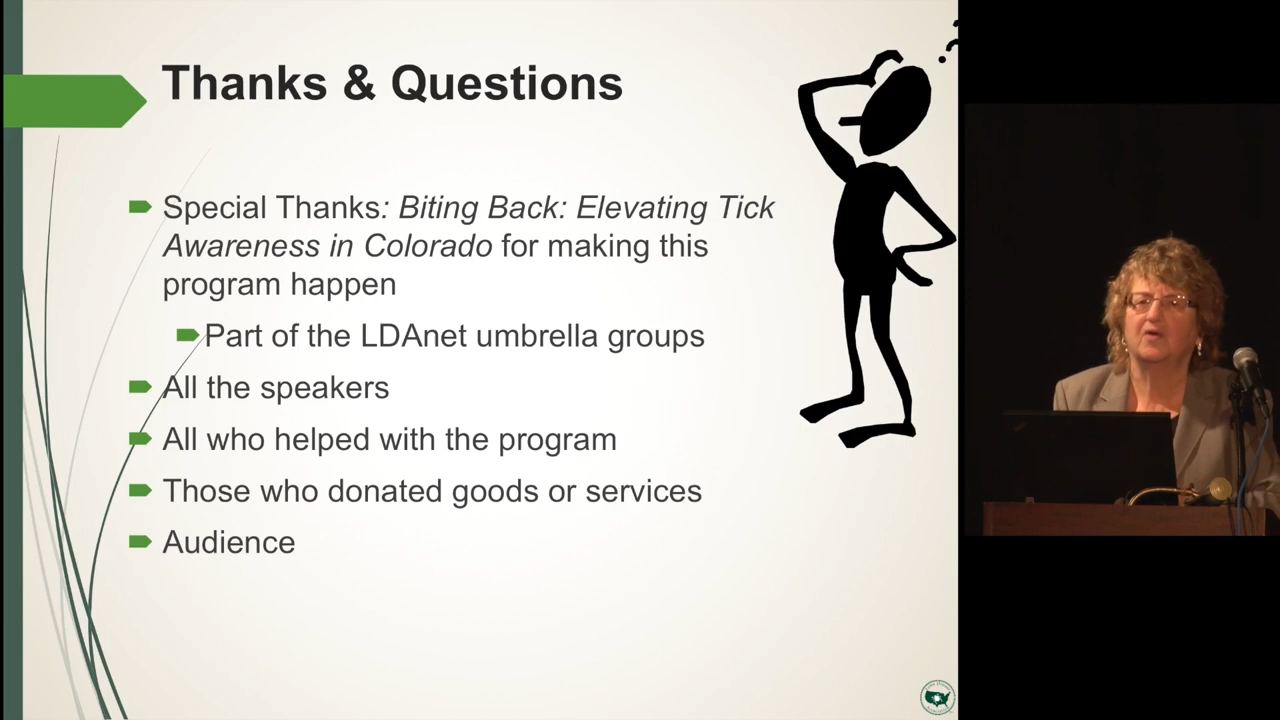 Thanks & Questions
Special Thanks: Biting Back: Elevating Tick
Awareness in Colorado for making this
program happen
Part of the LDAnet umbrella groups
All the speakers
All who helped with the program
Those who donated goods or services
Audience